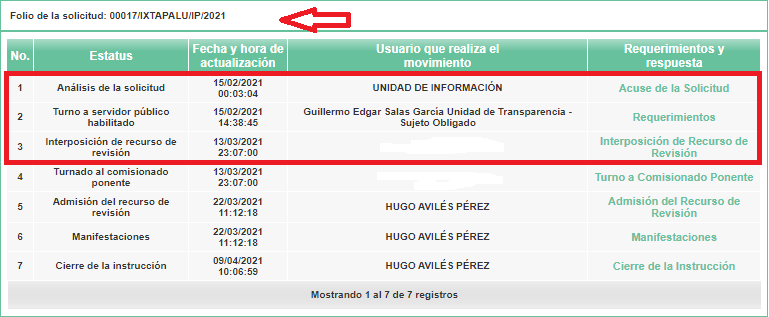 Folio de la solicitud: 00017/IXTAPALU/IP/2021
No. Estatus Fecha y hora de actualización Usuario que realiza el movimiento Requerimientos y respuesta
1 Análisis de la solicitud 15/02/2021 00:03:04 UNIDAD DE INFORMACIÓN Acuse de la Solicitud
2 Turno a servidor público habilitado 15/02/2021 14:38:45 Guillermo Edgar Salas García Unidad de Transparencia - Sujeto Obligado Requerimientos
3 Interposición de recurso de revisión 13/03/2021 23:07:00 Interposición de Recurso de Revisión
4 Turnado al comisionado ponente 13/03/2021 23:07:00 Turno a Comisionado Ponente
5 Admisión del recurso de revisión 22/03/2021 11:12:18 HUGO AVILÉS PÉREZ Admisión del Recurso de Revisión
6 Manifestaciones 22/03/2021 11:12:18 HUGO AVILÉS PÉREZ Manifestaciones
7 Cierre de la instrucción 09/04/2021 10:06:59 HUGO AVILÉS PÉREZ Cierre de la Instrucción
Mostrando 1 al 7 de 7 registros